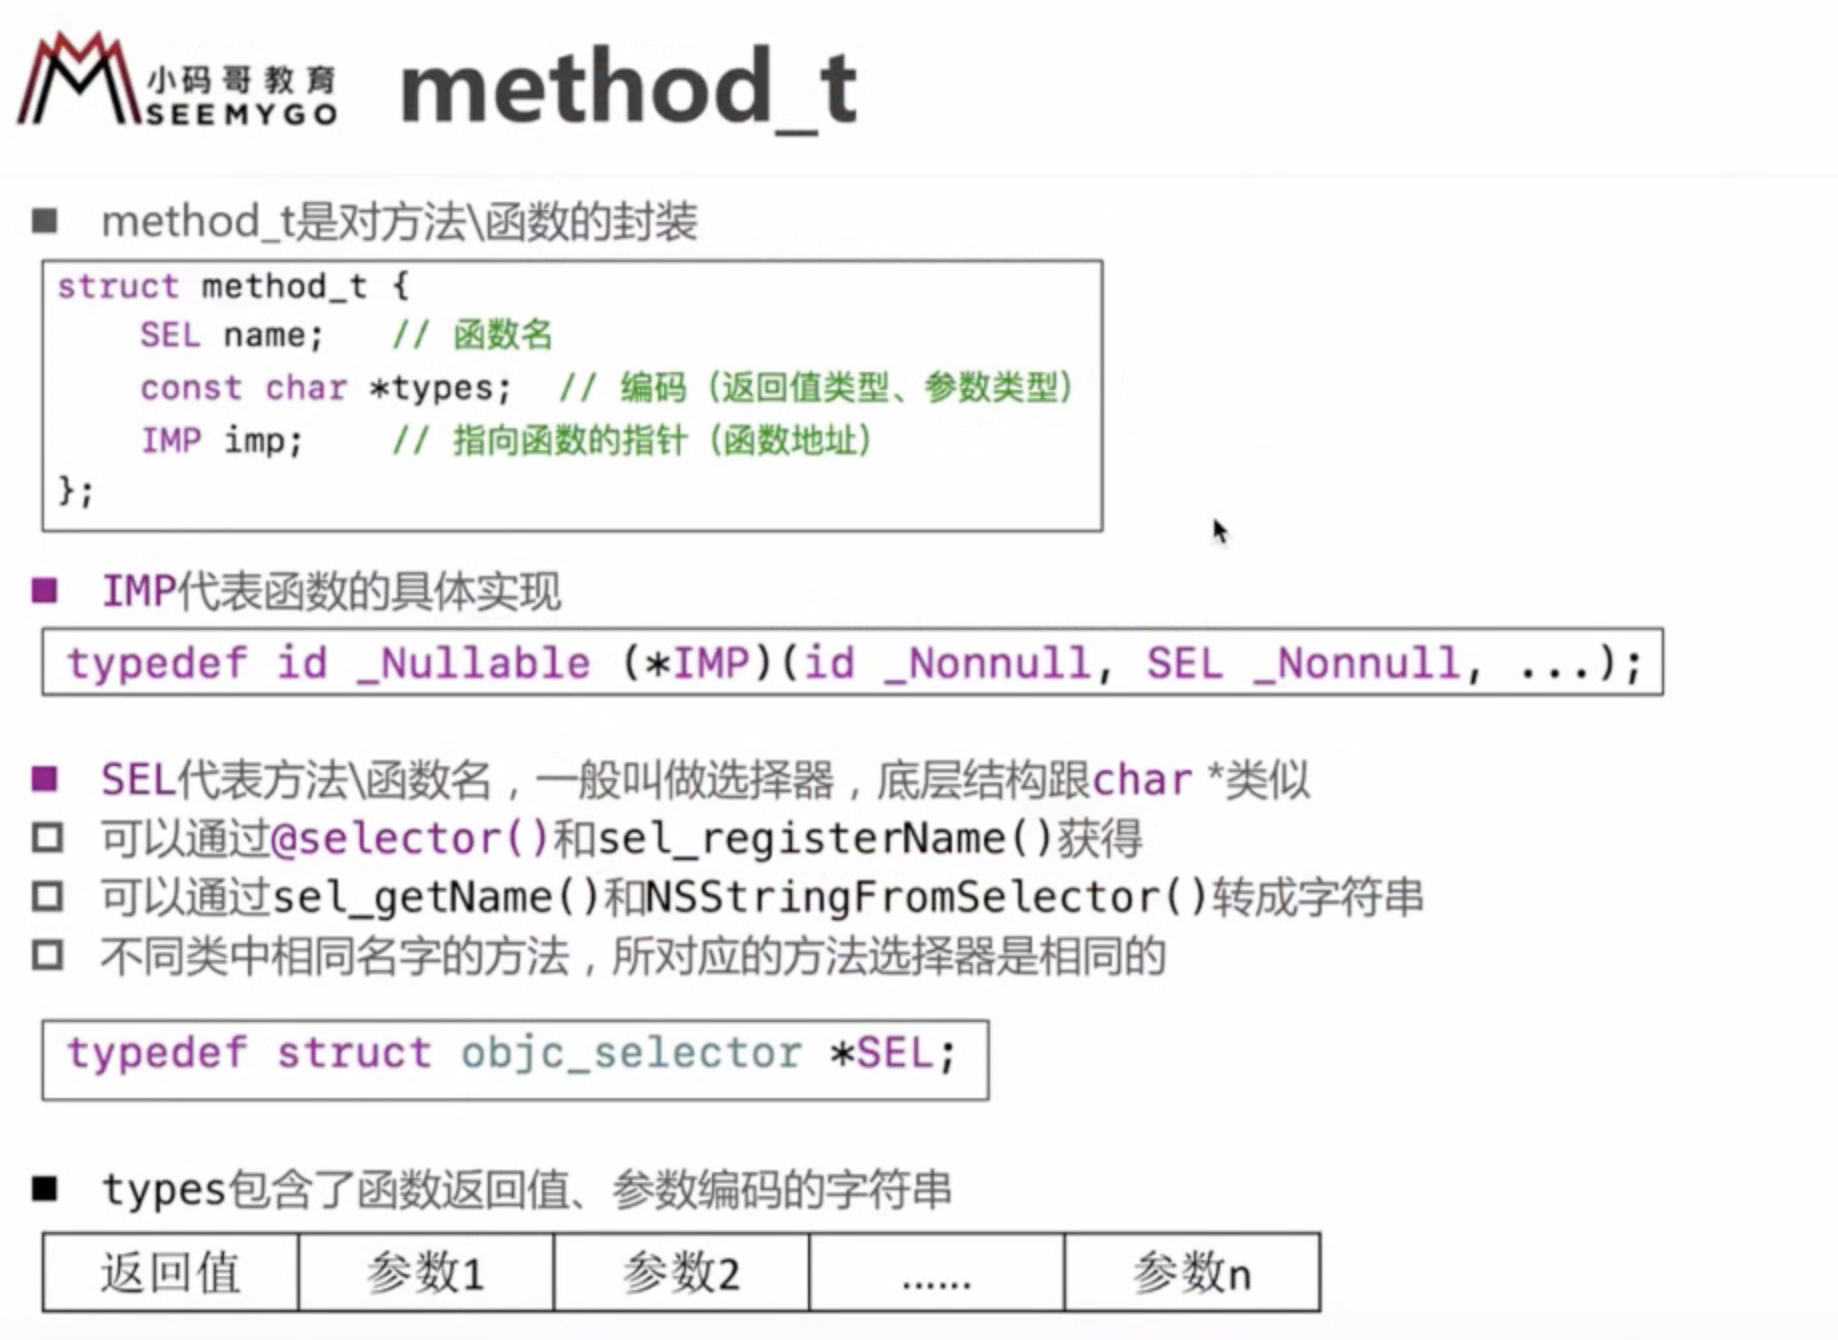 小码哥教育
SEEMYGO
method_t
method_t是对方法\函数的封装
struct method_t {
SEL name; // 函数名
const char *types; // 编码（返回值类型、参数类型）
IMP imp; // 指向函数的指针（函数地址）
};
IMP代表函数的具体实现
typedef id _Nullable (*IMP)(id _Nonnull, SEL _Nonnull, ...);
SEL代表方法\函数名，一般叫做选择器，底层结构跟char *类似
可以通过@selector()和sel_registerName()获得
可以通过sel_getName()和NSStringFromSelector()转成字符串
不同类中相同名字的方法，所对应的方法选择器是相同的
typedef struct objc_selector *SEL;
types包含了函数返回值、参数编码的字符串
返回值 参数1 参数2 ...... 参数n